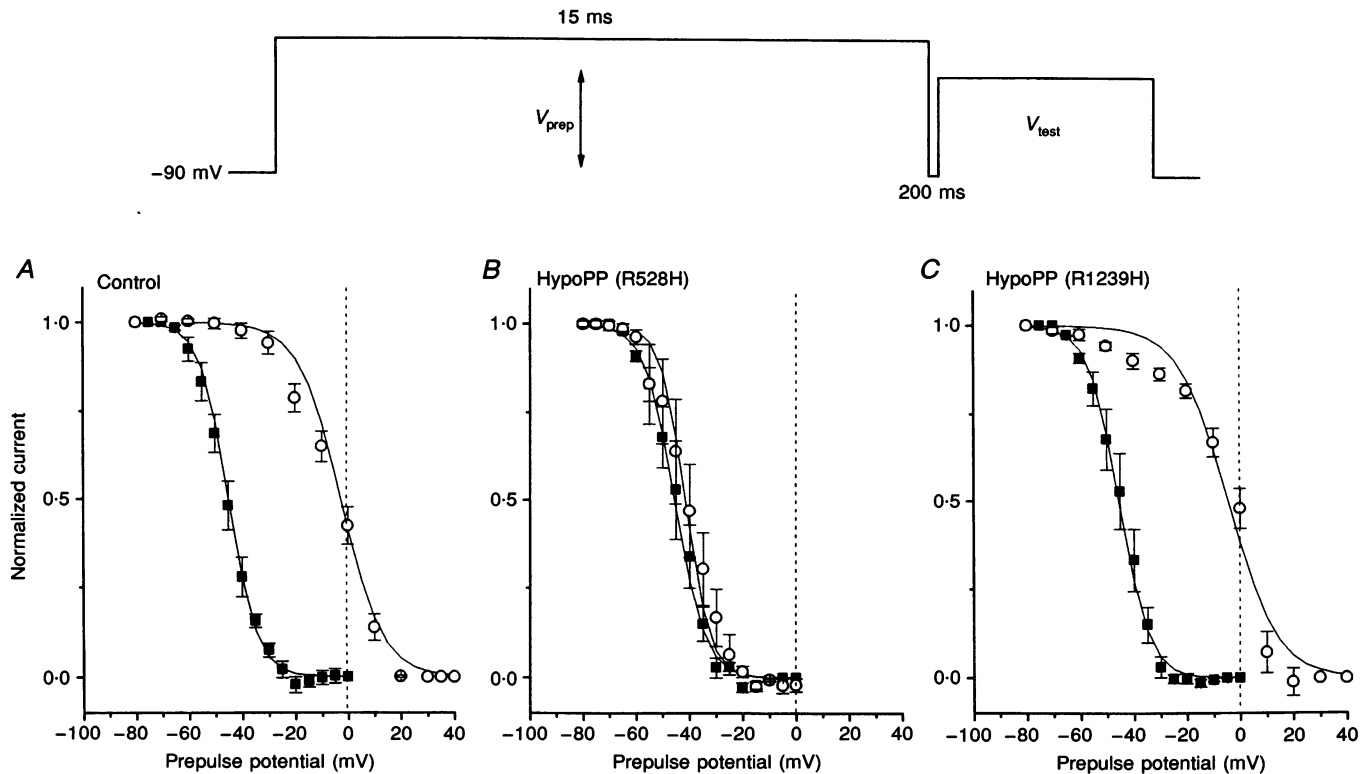 15 ms
V prep
V test
−90 mV
200 ms
A
Control
B
HypoPP (R528H)
C
HypoPP (R1239H)
Normalized current
1·0
0·5
0·0
−100 −80 −60 −40 −20 0 20 40
Prepulse potential (mV)
1·0
0·5
0·0
−100 −80 −60 −40 −20 0 20 40
Prepulse potential (mV)
1·0
0·5
0·0
−100 −80 −60 −40 −20 0 20 40
Prepulse potential (mV)